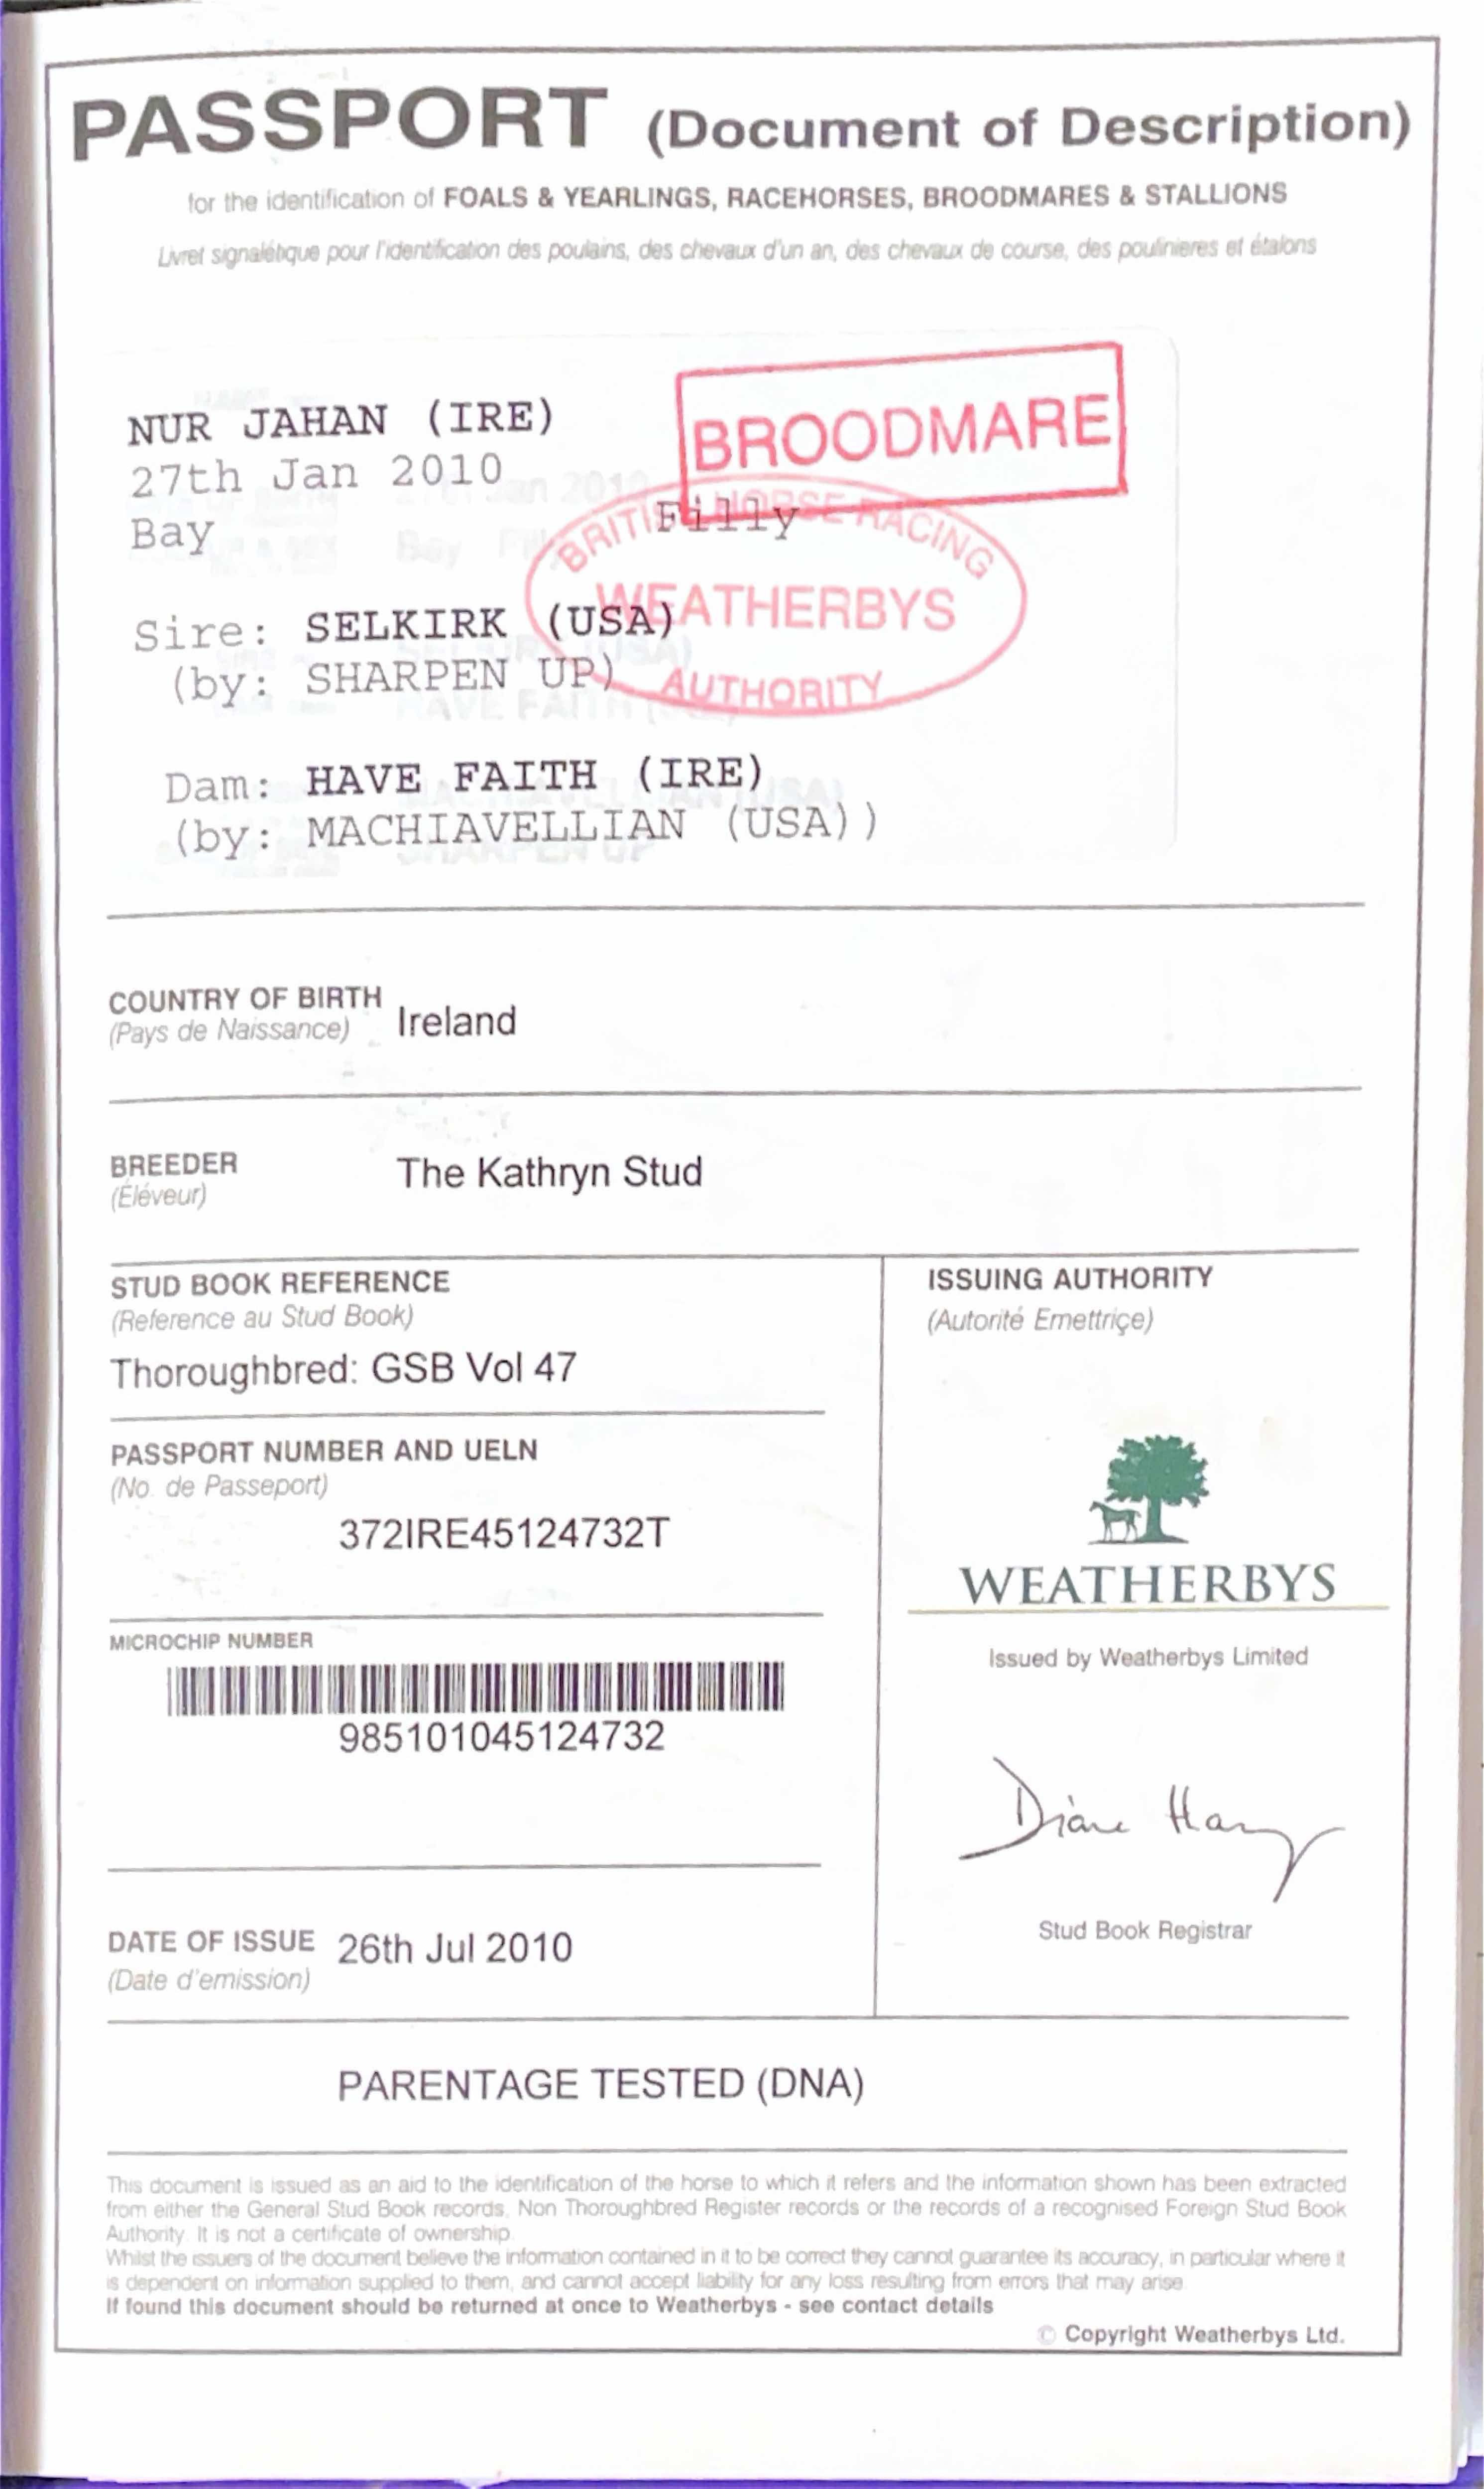 PASSPORT (Document of Description)
for the identification of FOALS & YEARLINGS, RACEHORSES, BROODMARES & STALLIONS
Livret signalétique pour l'identification des poulains, des chevaux d'un an, des chevaux de course, des poulinieres et étalons
NUR JAHAN (IRE)
BROODMARE
27th Jan 2010
Bay Filly
BRITISH HORSE RACING
WEATHERBYS
AUTHORITY
Sire: SELKIRK (USA)
(by: SHARPEN UP)
Dam: HAVE FAITH (IRE)
(by: MACHIAVELLIAN (USA))
COUNTRY OF BIRTH
(Pays de Naissance)
Ireland
BREEDER
(Éléveur)
The Kathryn Stud
STUD BOOK REFERENCE
(Reference au Stud Book)
Thoroughbred: GSB Vol 47
PASSPORT NUMBER AND UELN
(No. de Passeport)
372IRE45124732T
MICROCHIP NUMBER
985101045124732
DATE OF ISSUE
(Date d'emission)
26th Jul 2010
ISSUING AUTHORITY
(Autorité Emettriçe)
WEATHERBYS
Issued by Weatherbys Limited
Stud Book Registrar
PARENTAGE TESTED (DNA)
This document is issued as an aid to the identification of the horse to which it refers and the information shown has been extracted
from either the General Stud Book records, Non Thoroughbred Register records or the records of a recognised Foreign Stud Book
Authority. It is not a certificate of ownership.
Whilst the issuers of the document believe the information contained in it to be correct they cannot guarantee its accuracy, in particular where it
is dependent on information supplied to them, and cannot accept liability for any loss resulting from errors that may arise.
If found this document should be returned at once to Weatherbys - see contact details
© Copyright Weatherbys Ltd.